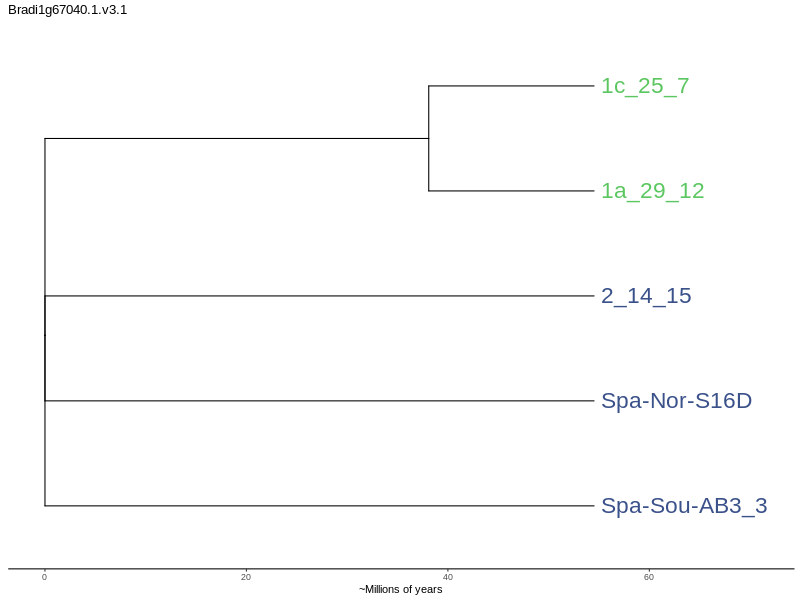 Bradi1g67040.1.v3.1
1c_25_7
1a_29_12
2_14_15
Spa-Nor-S16D
Spa-Sou-AB3_3
0 20 40 60
~Millions of years